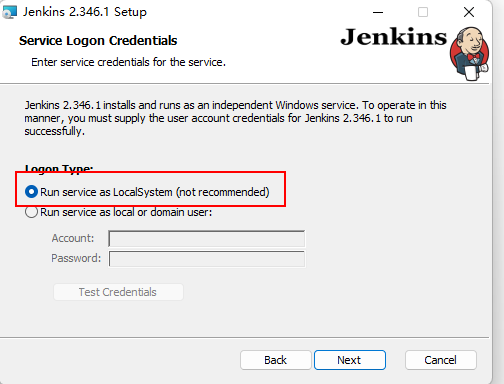 Jenkins 2.346.1 Setup
Service Logon Credentials
Enter service credentials for the service.
Jenkins
Jenkins 2.346.1 installs and runs as an independent Windows service. To operate in this
manner, you must supply the user account credentials for Jenkins 2.346.1 to run
successfully.
Logon Type:
Run service as LocalSystem (not recommended)
Run service as local or domain user:
Account:
Password:
Test Credentials
Back
Next
Cancel